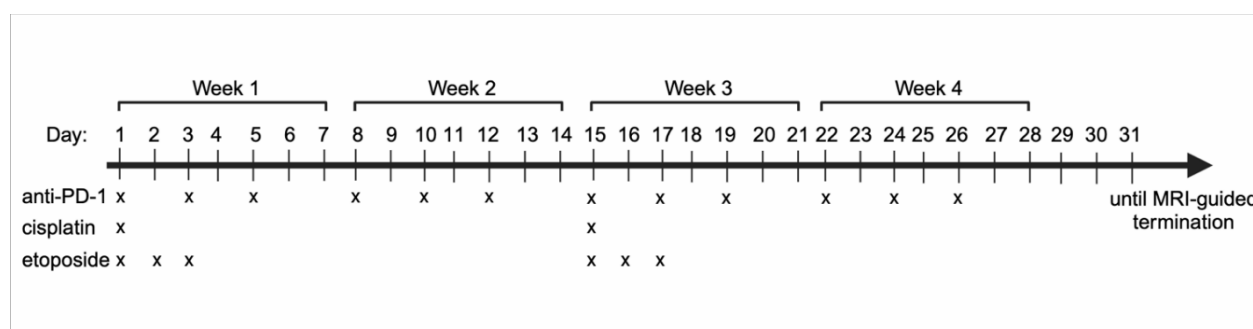 Week 1 Week 2 Week 3 Week 4
Day: 1 2 3 4 5 6 7 8 9 10 11 12 13 14 15 16 17 18 19 20 21 22 23 24 25 26 27 28 29 30 31
anti-PD-1 x x x x x x x x x x x x until MRI-guided
cisplatin x x termination
etoposide x x x x x x